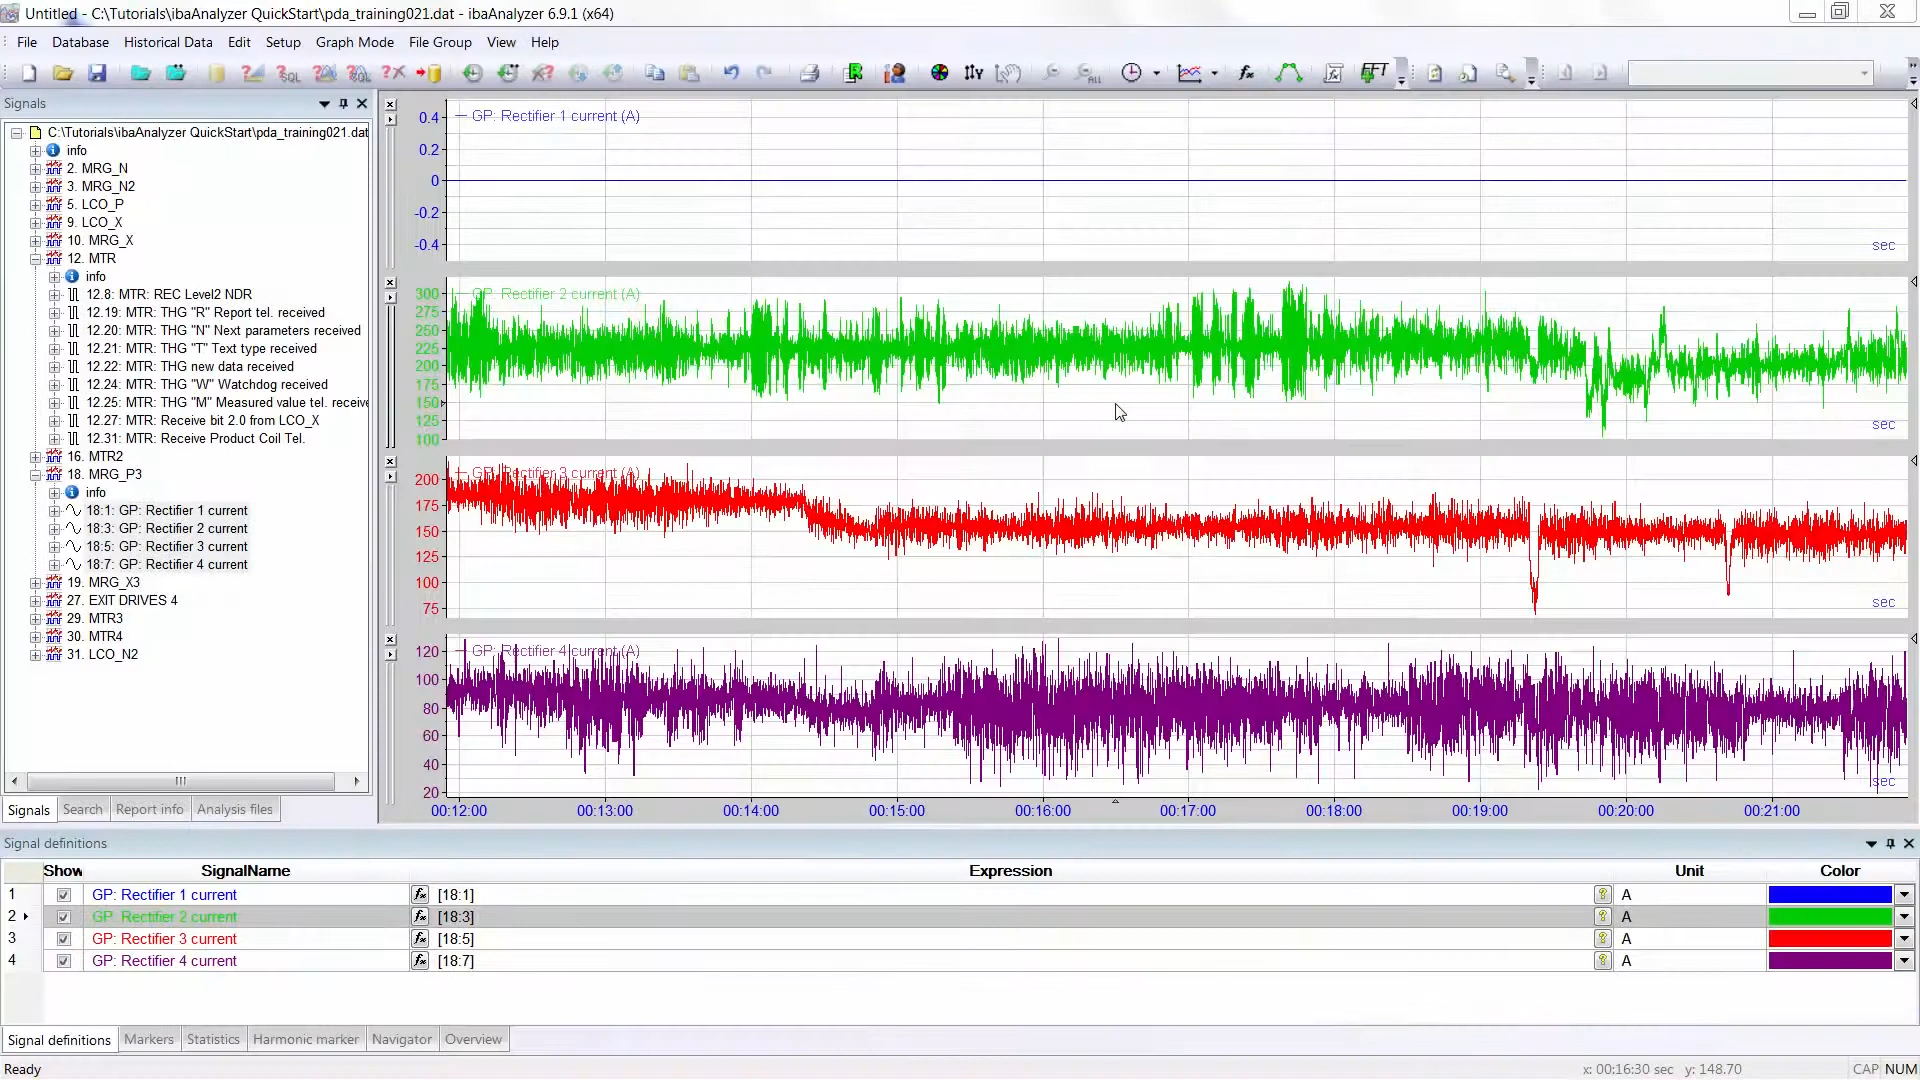 Untitled - C:\Tutorials\ibaAnalyzer QuickStart\pda_training021.dat - ibaAnalyzer 6.9.1 (x64)
File Database Historical Data Edit Setup Graph Mode File Group View Help
Signals
C:\Tutorials\ibaAnalyzer QuickStart\pda_training021.dat
info
2. MRG_N
3. MRG_N2
5. LCO_P
9. LCO_X
10. MRG_X
12. MTR
info
12.8: MTR: REC Level2 NDR
12.19: MTR: THG "R" Report tel. received
12.20: MTR: THG "N" Next parameters received
12.21: MTR: THG "T" Text type received
12.22: MTR: THG new data received
12.24: MTR: THG "W" Watchdog received
12.25: MTR: THG "M" Measured value tel. receive
12.27: MTR: Receive bit 2.0 from LCO_X
12.31: MTR: Receive Product Coil Tel.
16. MTR2
18. MRG_P3
info
18:1: GP: Rectifier 1 current
18:3: GP: Rectifier 2 current
18:5: GP: Rectifier 3 current
18:7: GP: Rectifier 4 current
19. MRG_X3
27. EXIT DRIVES 4
29. MTR3
30. MTR4
31. LCO_N2
Signals Search Report info Analysis files
GP: Rectifier 1 current (A)
0.4
0.2
0
-0.2
-0.4
sec
GP: Rectifier 2 current (A)
300
275
250
225
200
175
150
125
100
sec
GP: Rectifier 3 current (A)
200
175
150
125
100
75
sec
GP: Rectifier 4 current (A)
120
100
80
60
40
20
sec
00:12:00 00:13:00 00:14:00 00:15:00 00:16:00 00:17:00 00:18:00 00:19:00 00:20:00 00:21:00
Signal definitions
Show SignalName Expression Unit Color
1 GP: Rectifier 1 current fx [18:1] ? A
2 GP: Rectifier 2 current fx [18:3] ? A
3 GP: Rectifier 3 current fx [18:5] ? A
4 GP: Rectifier 4 current fx [18:7] ? A
Signal definitions Markers Statistics Harmonic marker Navigator Overview
Ready x: 00:16:30 sec y: 148.70 CAP NUM